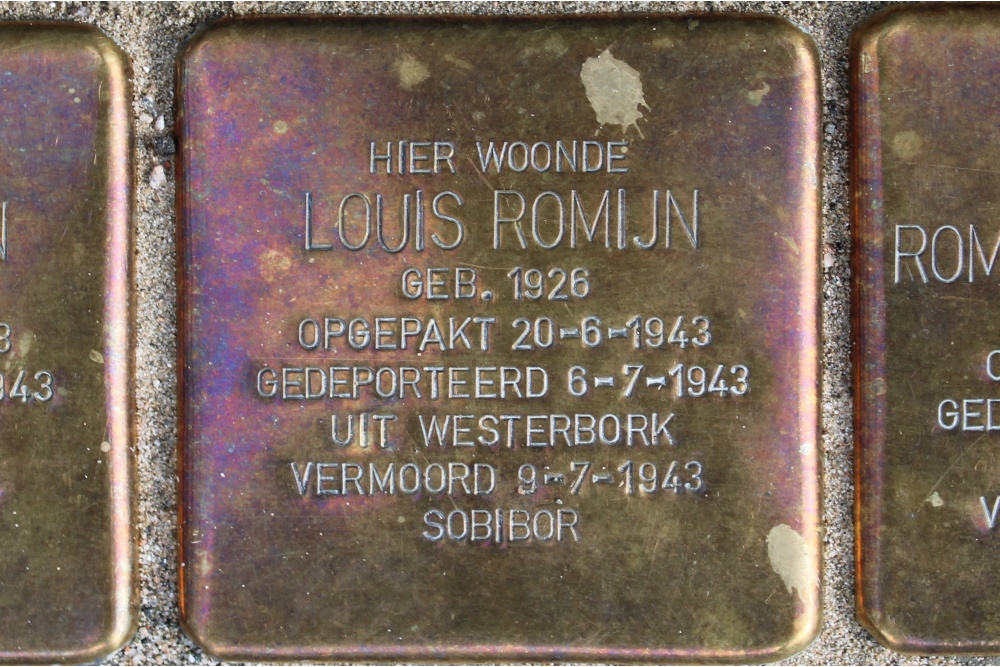 HIER WOONDE
LOUIS ROMIJN
GEB. 1926
OPGEPAKT 20-6-1943
GEDEPORTEERD 6-7-1943
UIT WESTERBORK
VERMOORD 9-7-1943
SOBIBOR